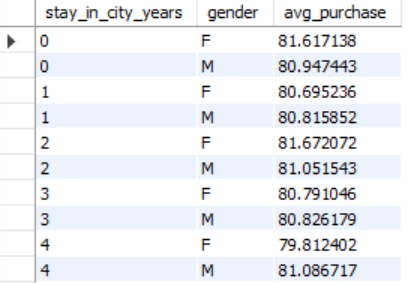 stay_in_city_years gender avg_purchase
0 F 81.617138
0 M 80.947443
1 F 80.695236
1 M 80.815852
2 F 81.672072
2 M 81.051543
3 F 80.791046
3 M 80.826179
4 F 79.812402
4 M 81.086717